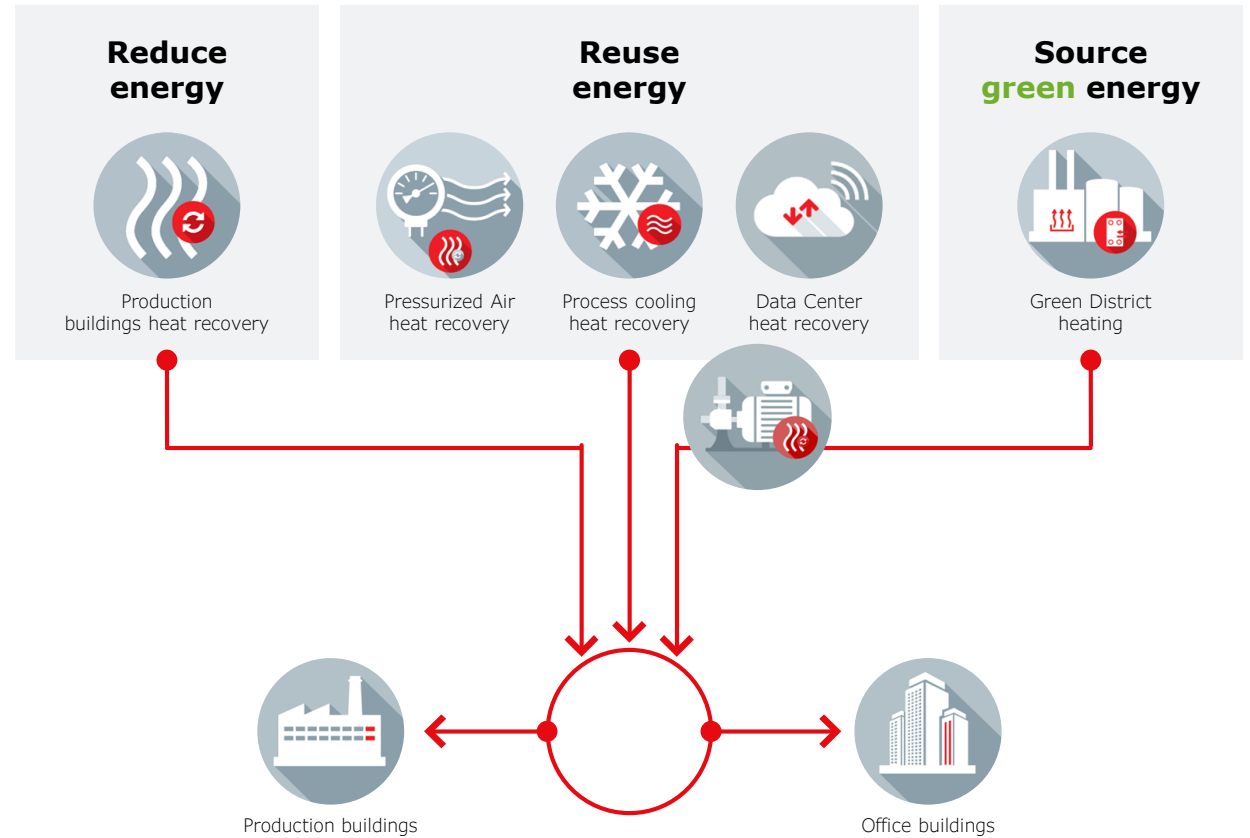 Reduce
energy
Production
buildings heat recovery
Reuse
energy
Pressurized Air
heat recovery
Process cooling
heat recovery
Data Center
heat recovery
Source
green energy
Green District
heating
Production buildings
Office buildings